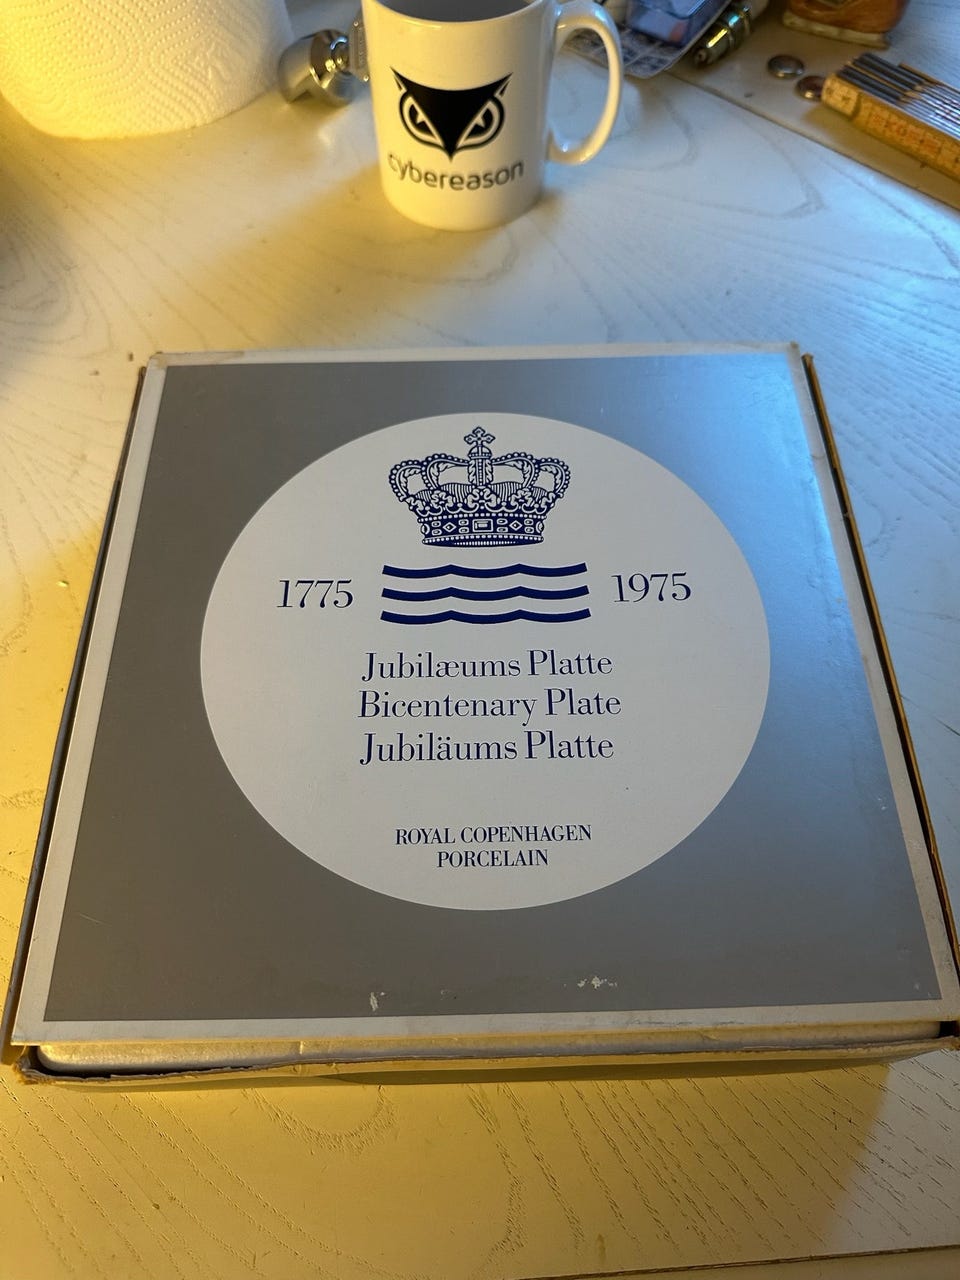 cybereason
1775
1975
Jubilæums Platte
Bicentenary Plate
Jubiläums Platte
ROYAL COPENHAGEN
PORCELAIN